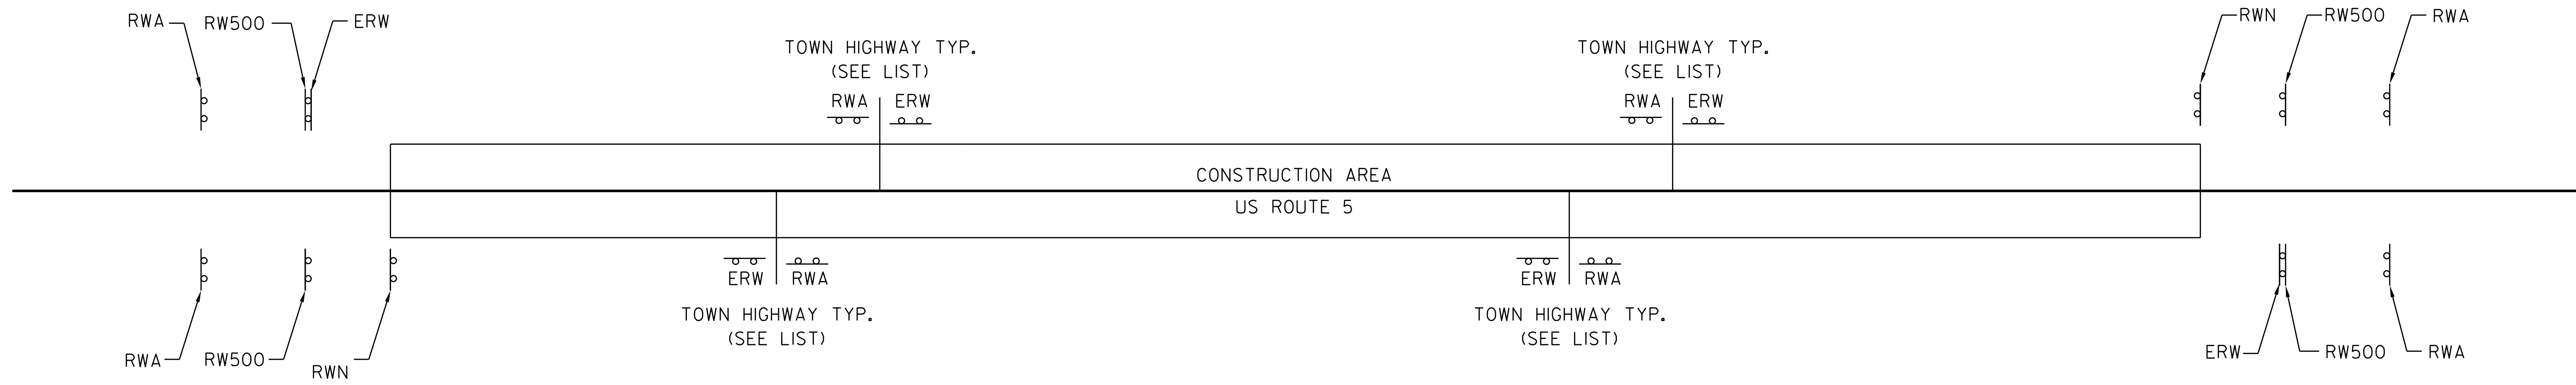 RWA RW500 ERW
RWN RW500 RWA
TOWN HIGHWAY TYP.
(SEE LIST)
RWA ERW
TOWN HIGHWAY TYP.
(SEE LIST)
RWA ERW
CONSTRUCTION AREA
US ROUTE 5
ERW RWA
TOWN HIGHWAY TYP.
(SEE LIST)
ERW RWA
TOWN HIGHWAY TYP.
(SEE LIST)
RWA RW500 RWN
ERW RW500 RWA